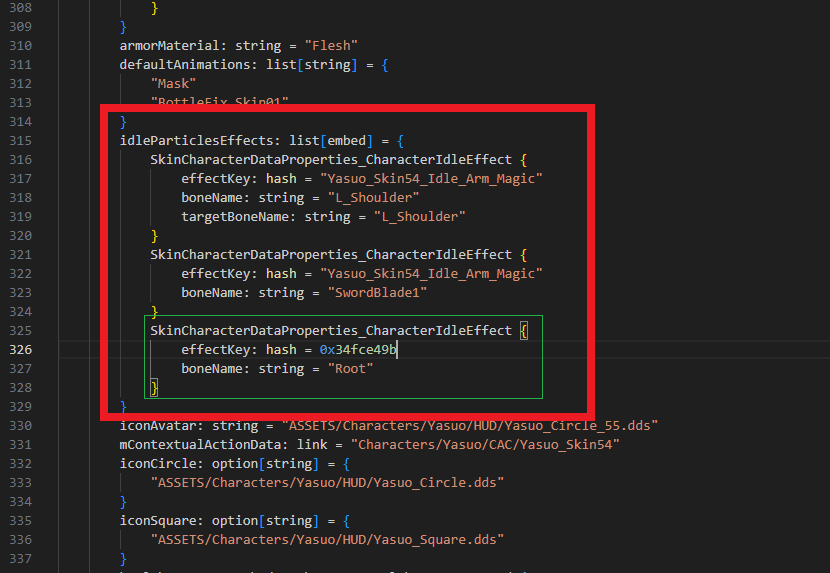 308 }
309 }
310 armorMaterial: string = "Flesh"
311 defaultAnimations: list[string] = {
312 "Mask"
313 "BottleFix_Skin01"
314 }
315 idleParticlesEffects: list[embed] = {
316 SkinCharacterDataProperties_CharacterIdleEffect {
317 effectKey: hash = "Yasuo_Skin54_Idle_Arm_Magic"
318 boneName: string = "L_Shoulder"
319 targetBoneName: string = "L_Shoulder"
320 }
321 SkinCharacterDataProperties_CharacterIdleEffect {
322 effectKey: hash = "Yasuo_Skin54_Idle_Arm_Magic"
323 boneName: string = "SwordBlade1"
324 }
325 SkinCharacterDataProperties_CharacterIdleEffect {
326 effectKey: hash = 0x34fce49b
327 boneName: string = "Root"
328 }
329 }
330 iconAvatar: string = "ASSETS/Characters/Yasuo/HUD/Yasuo_Circle_55.dds"
331 mContextualActionData: link = "Characters/Yasuo/CAC/Yasuo_Skin54"
332 iconCircle: option[string] = {
333 "ASSETS/Characters/Yasuo/HUD/Yasuo_Circle.dds"
334 }
335 iconSquare: option[string] = {
336 "ASSETS/Characters/Yasuo/HUD/Yasuo_Square.dds"
337 }